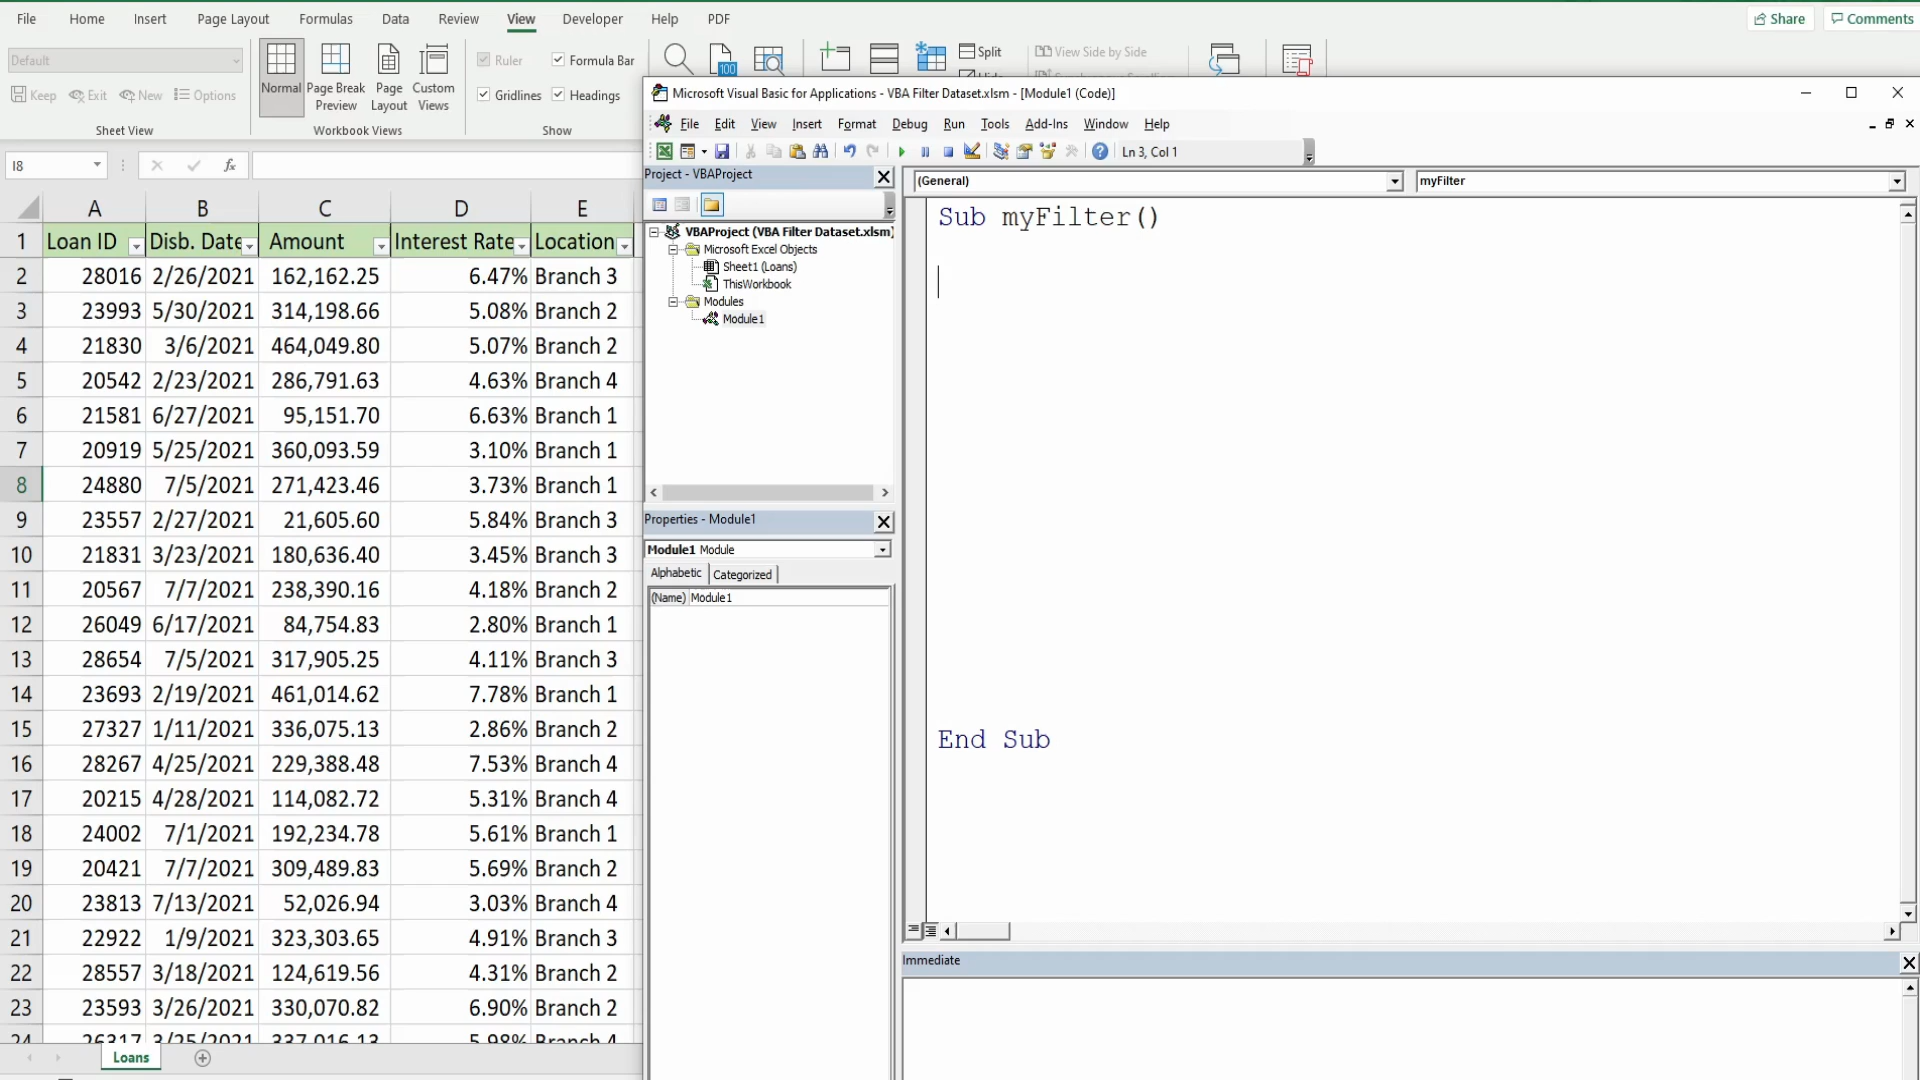 File Home Insert Page Layout Formulas Data Review View Developer Help PDF Share Comments
Default
Keep Exit New Options
Sheet View
Normal
Page Break Preview
Page Layout
Custom Views
Workbook Views
Ruler Formula Bar
Gridlines Headings
Show
100
Split
View Side by Side
Microsoft Visual Basic for Applications - VBA Filter Dataset.xlsm - [Module1 (Code)]
File Edit View Insert Format Debug Run Tools Add-Ins Window Help
Ln 3, Col 1
I8
fx
A B C D E
1 Loan ID Disb. Date Amount Interest Rate Location
2 28016 2/26/2021 162,162.25 6.47% Branch 3
3 23993 5/30/2021 314,198.66 5.08% Branch 2
4 21830 3/6/2021 464,049.80 5.07% Branch 2
5 20542 2/23/2021 286,791.63 4.63% Branch 4
6 21581 6/27/2021 95,151.70 6.63% Branch 1
7 20919 5/25/2021 360,093.59 3.10% Branch 1
8 24880 7/5/2021 271,423.46 3.73% Branch 1
9 23557 2/27/2021 21,605.60 5.84% Branch 3
10 21831 3/23/2021 180,636.40 3.45% Branch 3
11 20567 7/7/2021 238,390.16 4.18% Branch 2
12 26049 6/17/2021 84,754.83 2.80% Branch 1
13 28654 7/5/2021 317,905.25 4.11% Branch 3
14 23693 2/19/2021 461,014.62 7.78% Branch 1
15 27327 1/11/2021 336,075.13 2.86% Branch 2
16 28267 4/25/2021 229,388.48 7.53% Branch 4
17 20215 4/28/2021 114,082.72 5.31% Branch 4
18 24002 7/1/2021 192,234.78 5.61% Branch 1
19 20421 7/7/2021 309,489.83 5.69% Branch 2
20 23813 7/13/2021 52,026.94 3.03% Branch 4
21 22922 1/9/2021 323,303.65 4.91% Branch 3
22 28557 3/18/2021 124,619.56 4.31% Branch 2
23 23593 3/26/2021 330,070.82 6.90% Branch 2
24 26317 3/25/2021 337,016.13 5.98% Branch 4
Loans
Project - VBAProject
VBAProject (VBA Filter Dataset.xlsm)
Microsoft Excel Objects
Sheet1 (Loans)
ThisWorkbook
Modules
Module1
Properties - Module1
Module1 Module
Alphabetic Categorized
(Name) Module1
(General) myFilter
Sub myFilter()
End Sub
Immediate